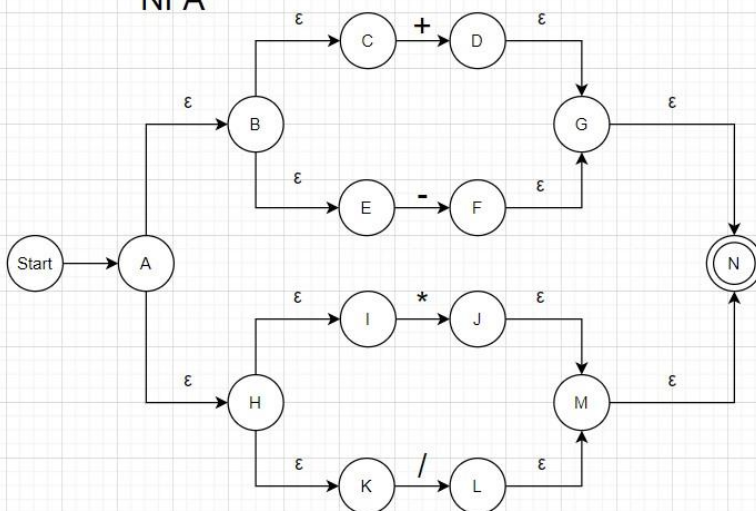 NFA
ε + ε
C D
ε B G ε
ε E - F ε
Start A N
ε I * J ε
ε H M ε
ε / ε
K L